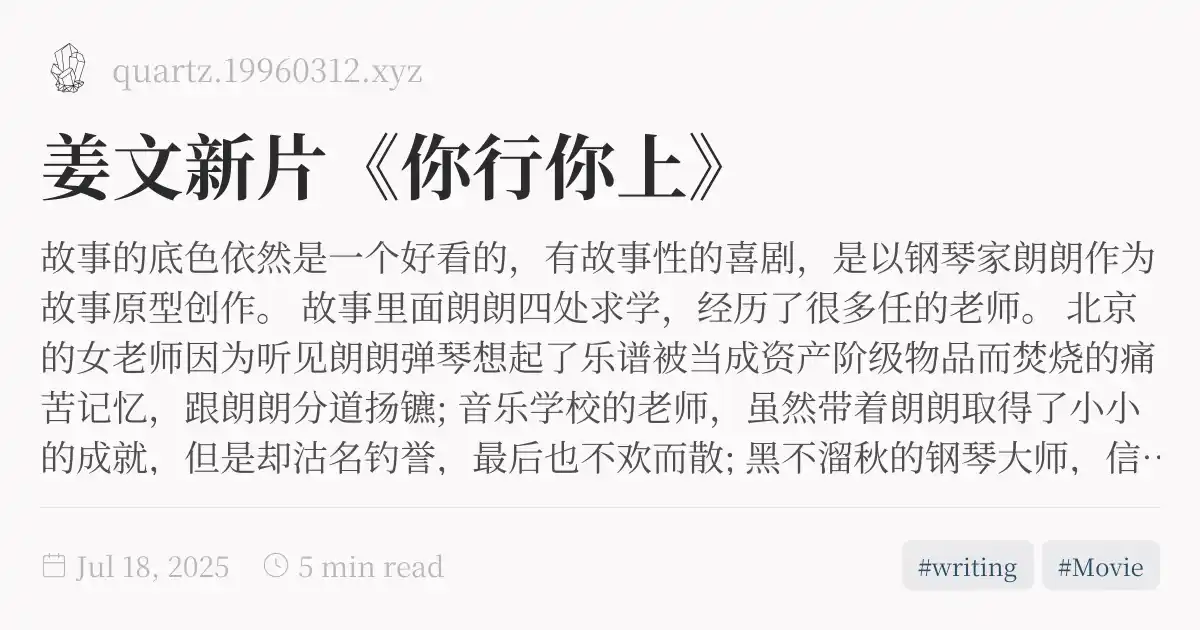 quartz.19960312.xyz
姜文新片《你行你上》
故事的底色依然是一个好看的，有故事性的喜剧，是以钢琴家朗朗作为
故事原型创作。 故事里面朗朗四处求学，经历了很多任的老师。 北京
的女老师因为听见朗朗弹琴想起了乐谱被当成资产阶级物品而焚烧的痛
苦记忆，跟朗朗分道扬镳; 音乐学校的老师，虽然带着朗朗取得了小小
的成就，但是却沽名钓誉，最后也不欢而散; 黑不溜秋的钢琴大师，信…
Jul 18, 2025 5 min read #writing #Movie